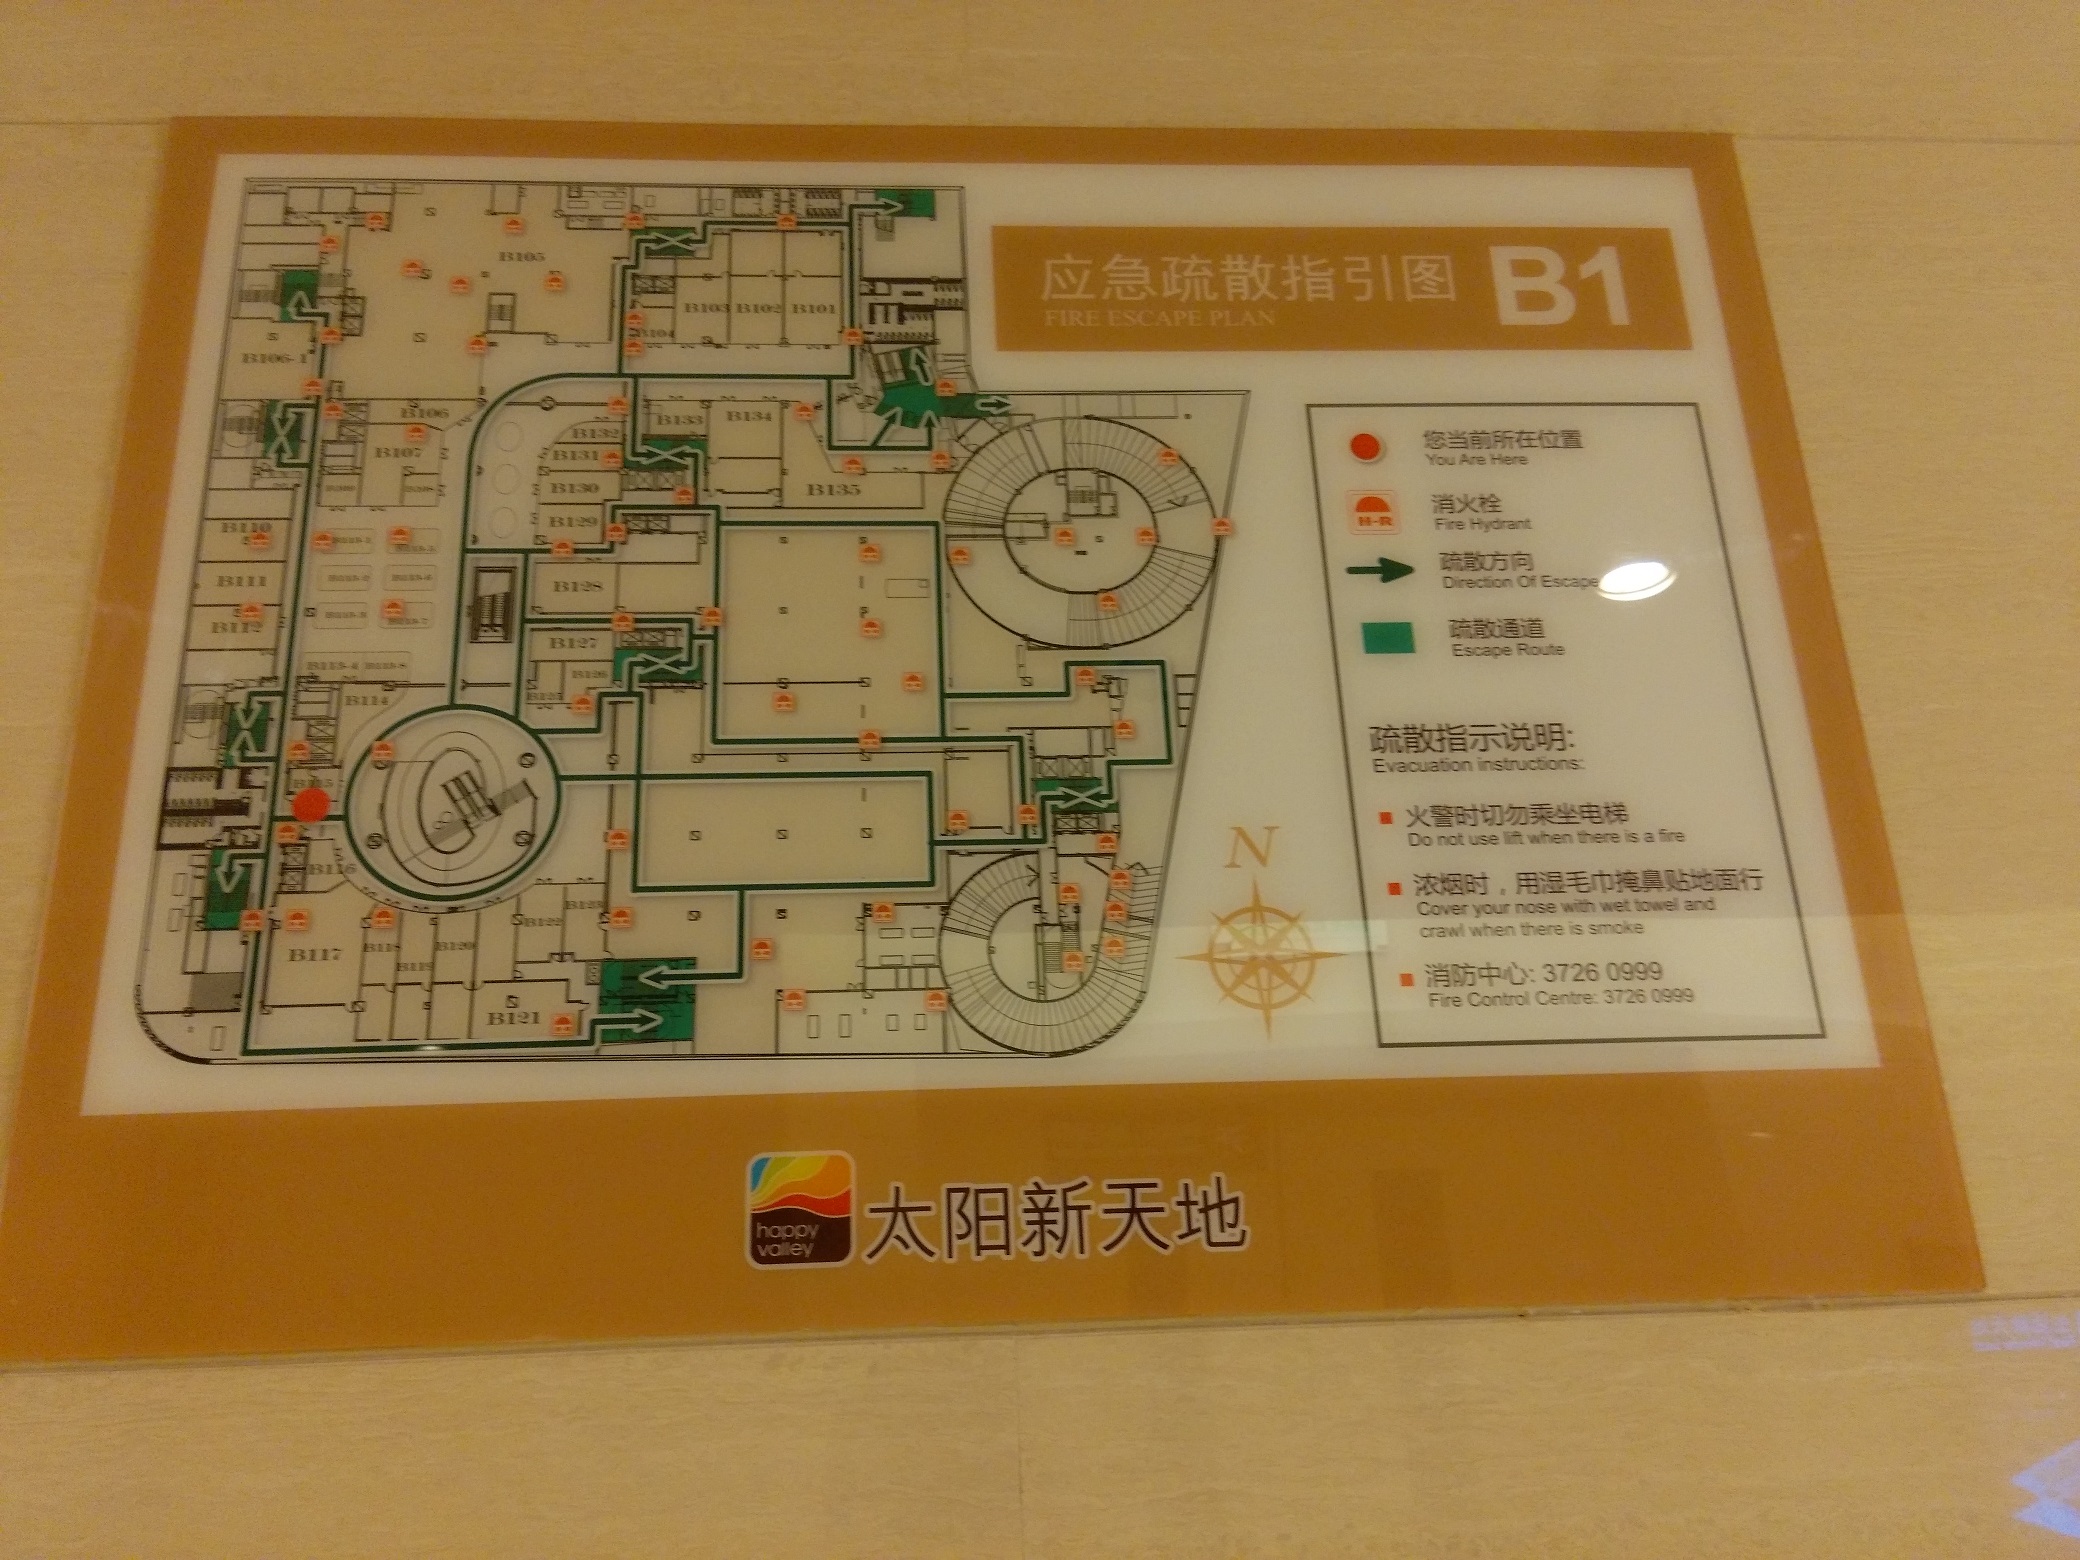 应急疏散指引图 B1
FIRE ESCAPE PLAN
B105
B103 B102 B101
B104
B106-1
B106
B107
B133 B134
B132
B131
B130
B135
B129
B110
B111
B112
B128
B127
B126
B125
B114
B115
B116
B117
B118
B119
B120
B121
B122
B123
您当前所在位置
You Are Here
H-R
消火栓
Fire Hydrant
疏散方向
Direction Of Escape
疏散通道
Escape Route
疏散指示说明:
Evacuation instructions:
火警时切勿乘坐电梯
Do not use lift when there is a fire
浓烟时，用湿毛巾掩鼻贴地面行
Cover your nose with wet towel and
crawl when there is smoke
消防中心: 3726 0999
Fire Control Centre: 3726 0999
N
happy
valley
太阳新天地